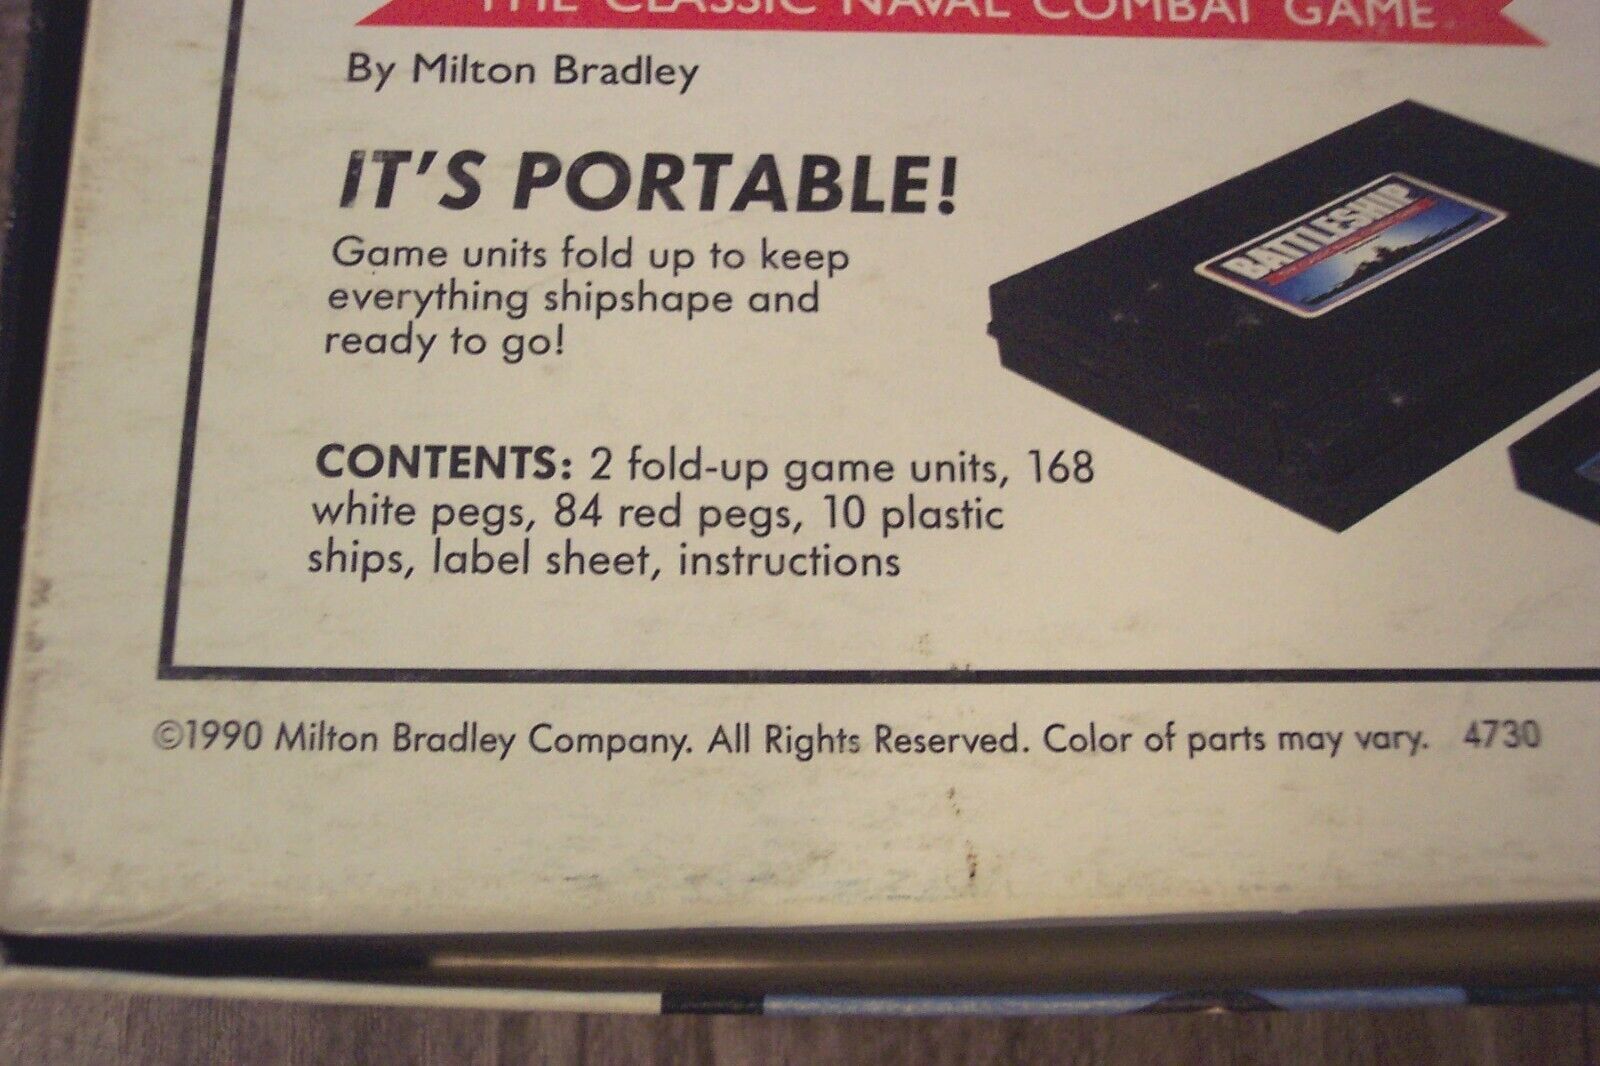 THE CLASSIC NAVAL COMBAT GAME
By Milton Bradley
IT'S PORTABLE!
Game units fold up to keep
everything shipshape and
ready to go!
BATTLESHIP
CONTENTS: 2 fold-up game units, 168
white pegs, 84 red pegs, 10 plastic
ships, label sheet, instructions
©1990 Milton Bradley Company. All Rights Reserved. Color of parts may vary. 4730